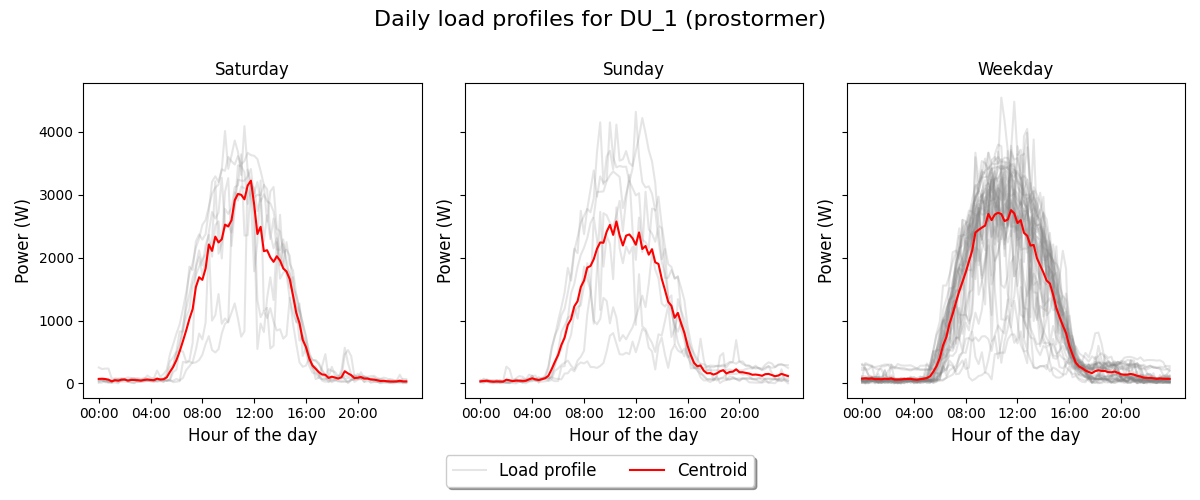 Daily load profiles for DU_1 (prostormer)
Saturday
Sunday
Weekday
Power (W)
4000
3000
2000
1000
0
00:00 04:00 08:00 12:00 16:00 20:00
Hour of the day
Power (W)
00:00 04:00 08:00 12:00 16:00 20:00
Hour of the day
Power (W)
00:00 04:00 08:00 12:00 16:00 20:00
Hour of the day
Load profile
Centroid